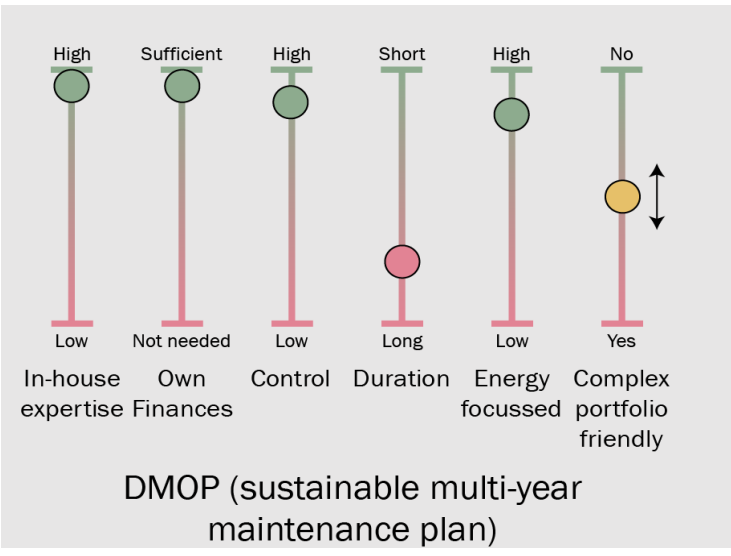 High
Sufficient
High
Short
High
No
Low
Not needed
Low
Long
Low
Yes
In-house
expertise
Own
Finances
Control
Duration
Energy
focussed
Complex
portfolio
friendly
DMOP (sustainable multi-year
maintenance plan)